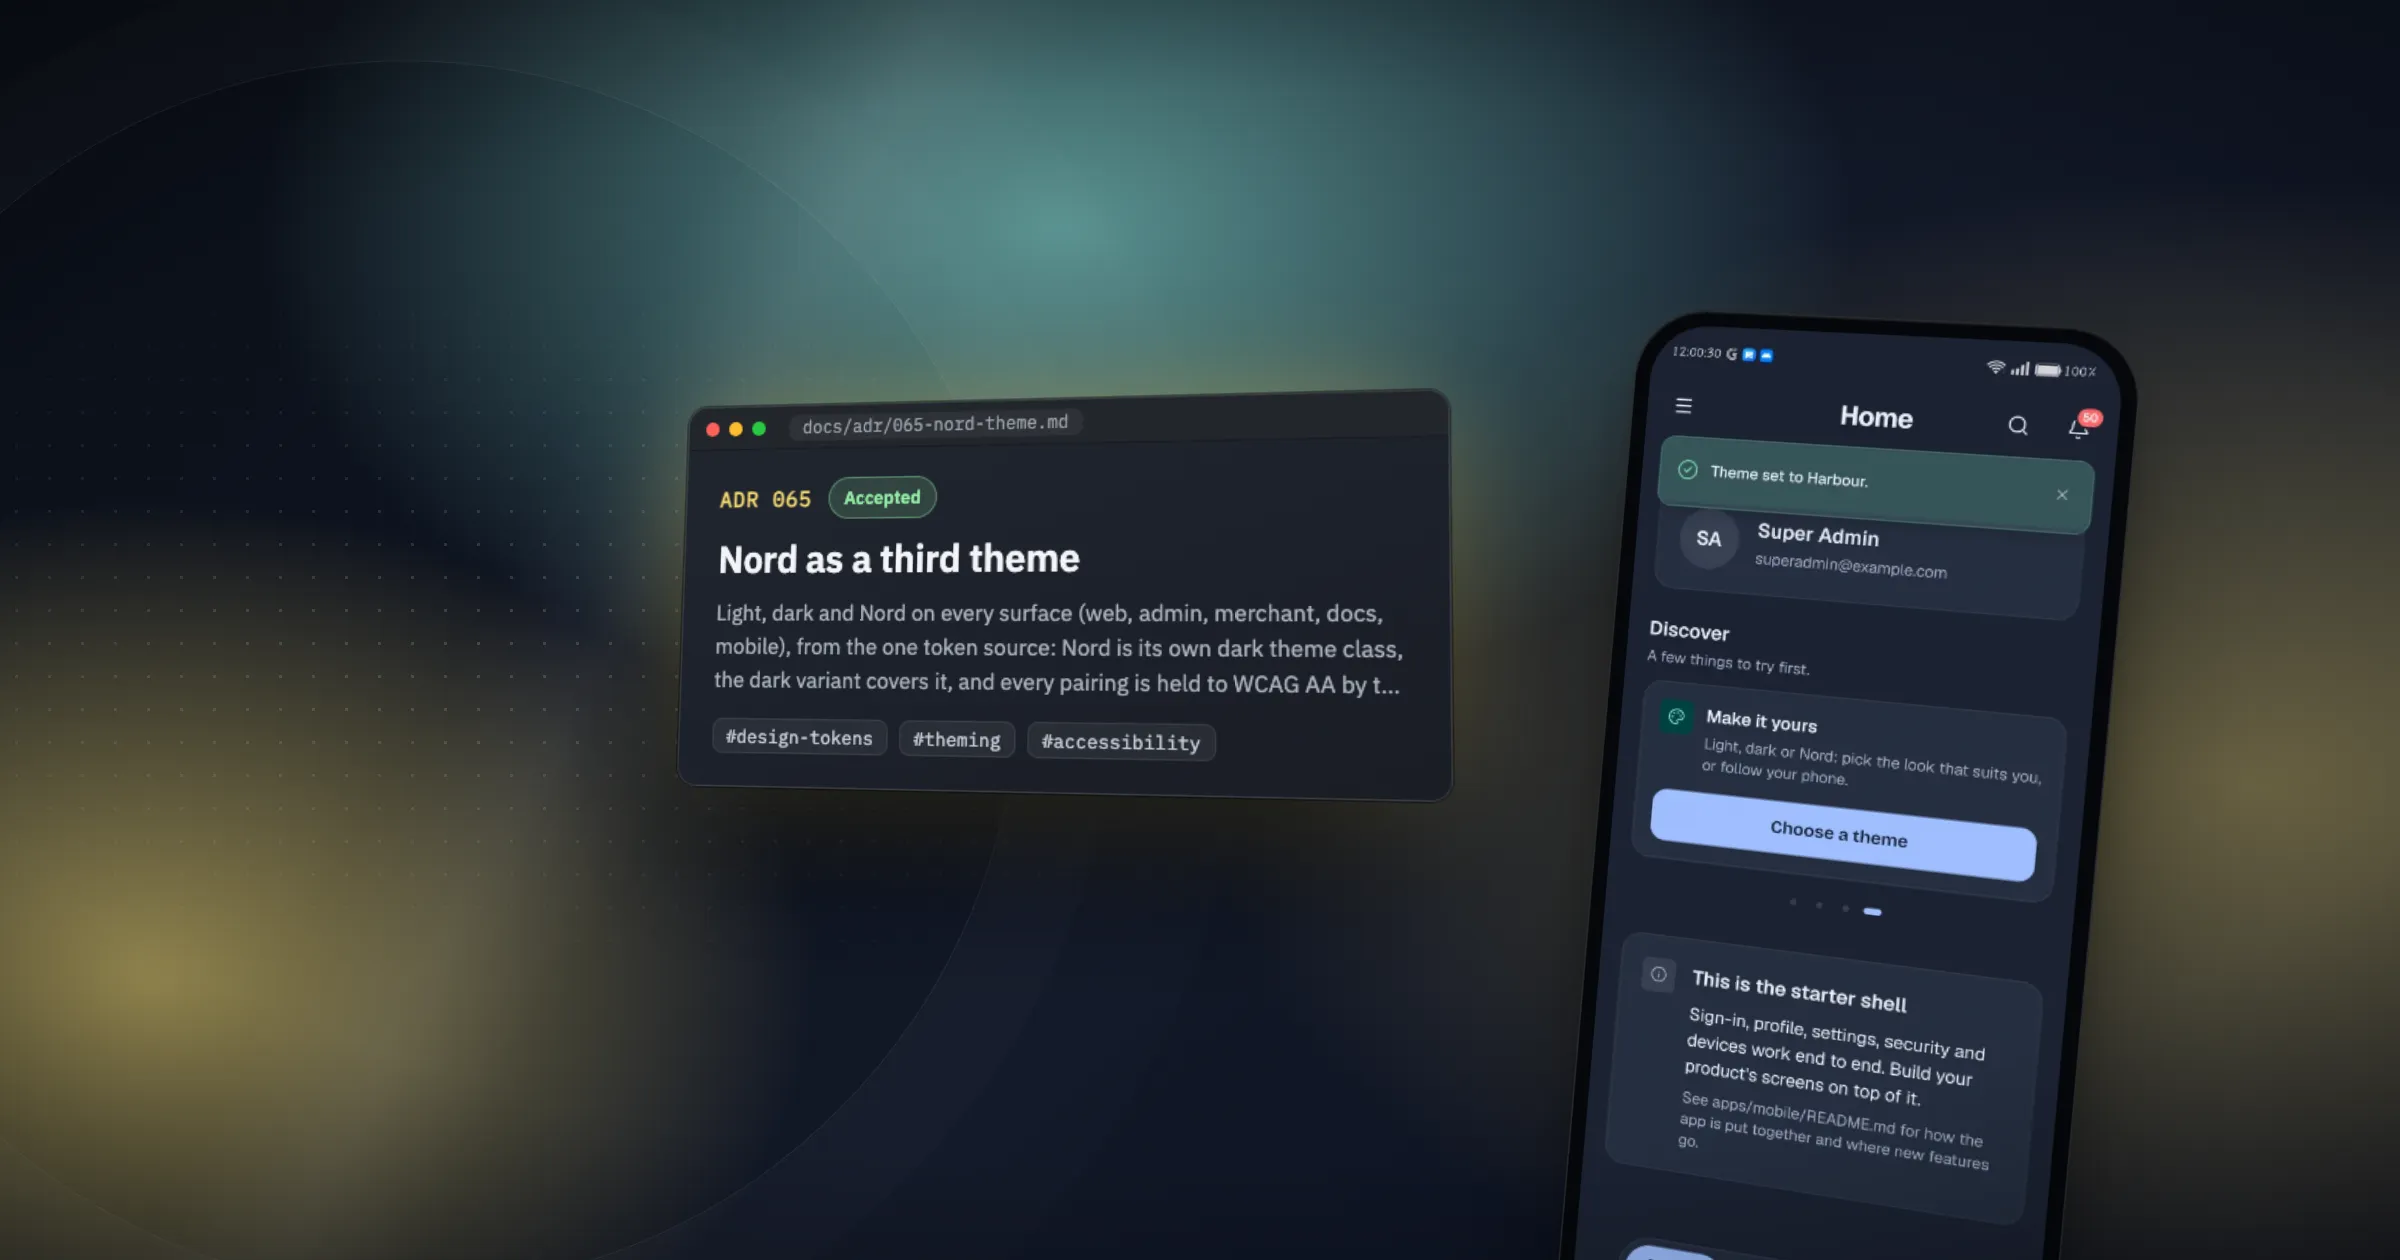 docs/adr/065-nord-theme.md
ADR 065
Accepted
Nord as a third theme
Light, dark and Nord on every surface (web, admin, merchant, docs,
mobile), from the one token source: Nord is its own dark theme class,
the dark variant covers it, and every pairing is held to WCAG AA by t...
#design-tokens #theming #accessibility
12:00:30
100%
Home
50
Theme set to Harbour.
SA
Super Admin
superadmin@example.com
Discover
A few things to try first.
Make it yours
Light, dark or Nord; pick the look that suits you,
or follow your phone.
Choose a theme
This is the starter shell
Sign-in, profile, settings, security and
devices work end to end. Build your
product's screens on top of it.
See apps/mobile/README.md for how the
app is put together and where new features
go.